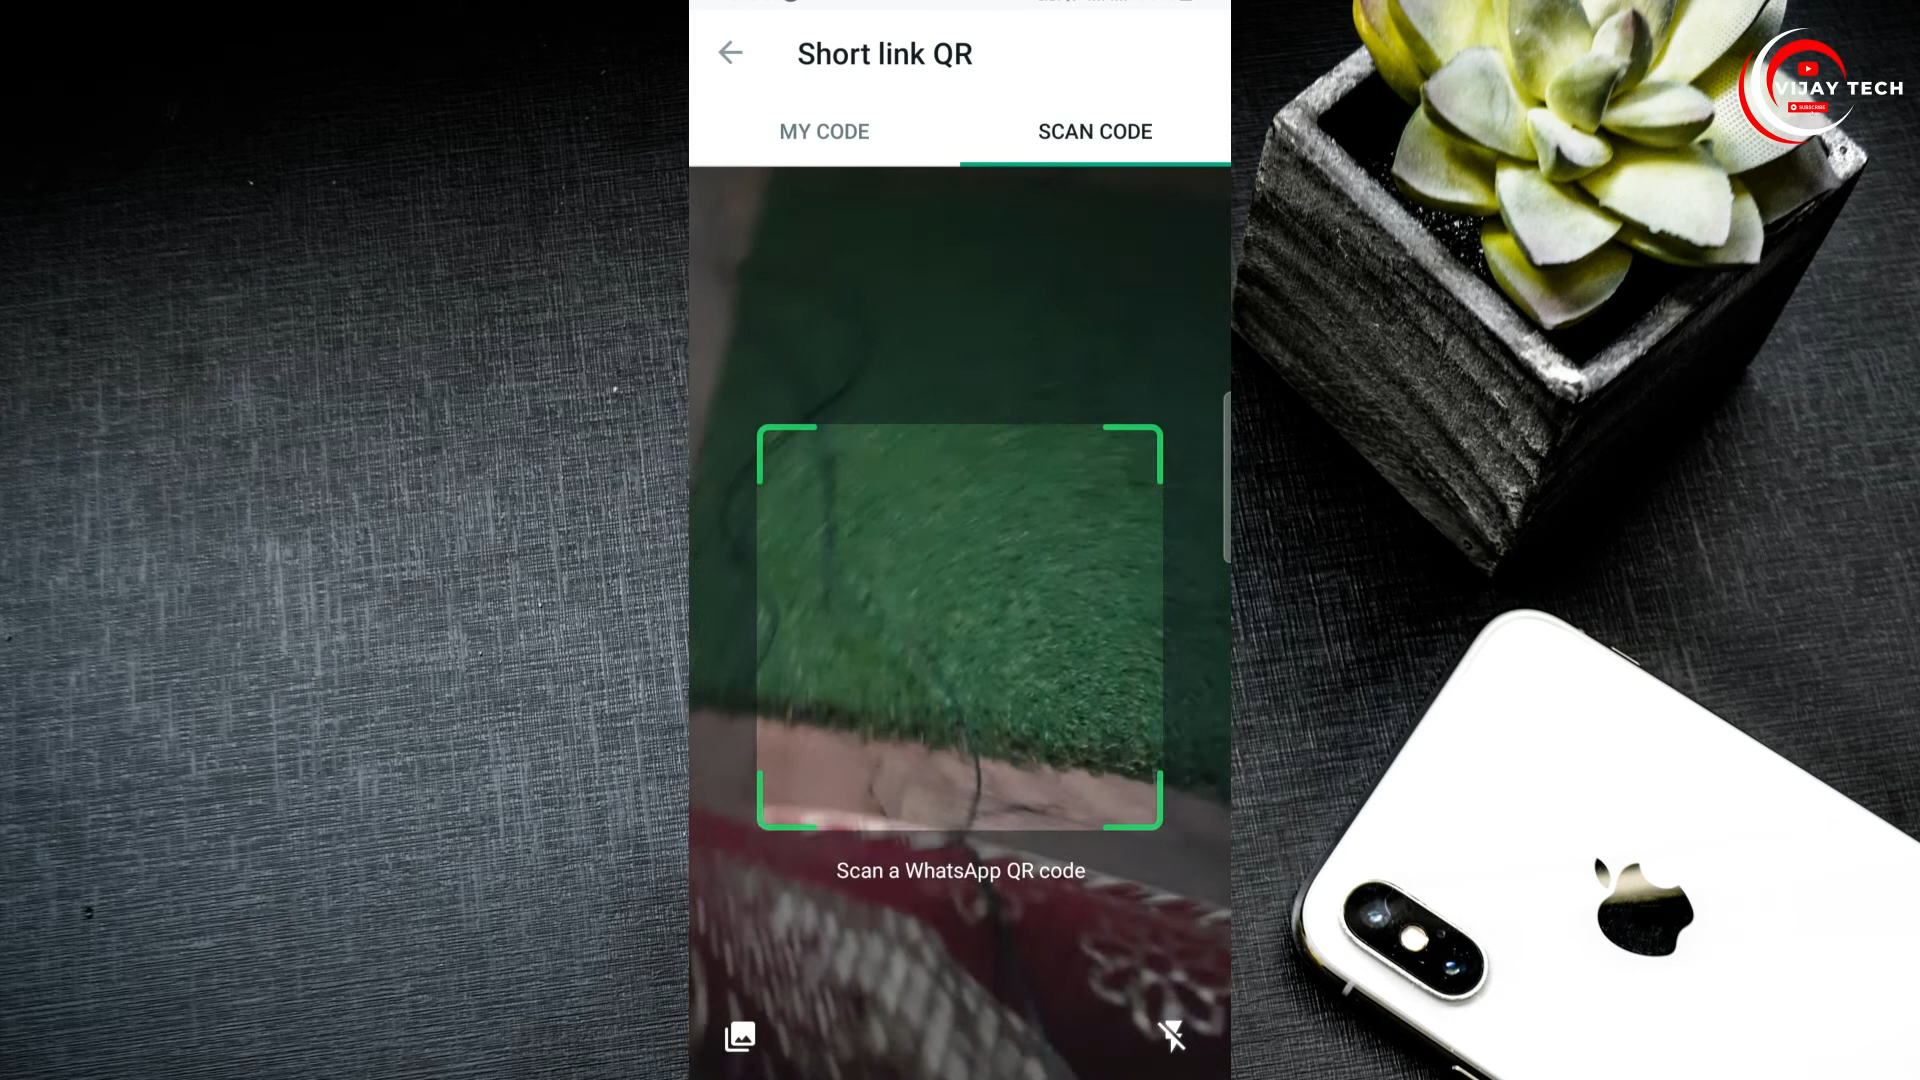 Short link QR
MY CODE
SCAN CODE
Scan a WhatsApp QR code
VIJAY TECH
SUBSCRIBE